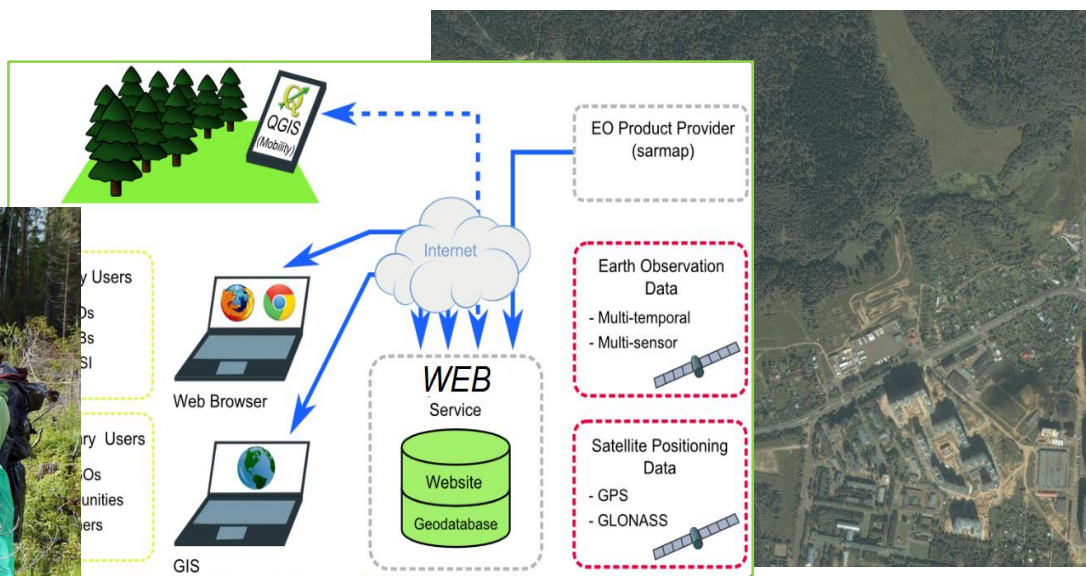 QGIS
(Mobility)
EO Product Provider
(sarmap)
Internet
y Users
Os
Bs
SI
Web Browser
Earth Observation
Data
- Multi-temporal
- Multi-sensor
WEB
Service
Website
Geodatabase
ary Users
Os
unities
ers
GIS
Satellite Positioning
Data
- GPS
- GLONASS